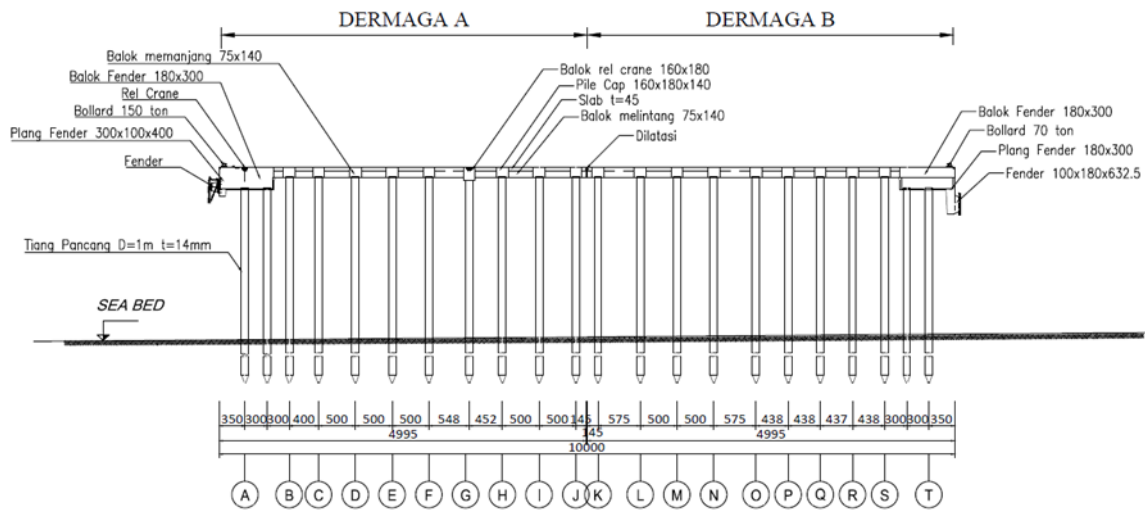 DERMAGA A
DERMAGA B
Balok memanjang 75x140
Balok Fender 180x300
Rel Crane
Bollard 150 ton
Plang Fender 300x100x400
Fender
Balok rel crane 160x180
Pile Cap 160x180x140
Slab t=45
Balok melintang 75x140
Dilatasi
Balok Fender 180x300
Bollard 70 ton
Plang Fender 180x300
Fender 100x180x632.5
Tiang Pancang D=1m t=14mm
SEA BED
350 300 300 400 500 500 500 548 452 500 500 145 575 500 500 575 438 438 437 438 300 300 350
4995 145 4995
10000
A B C D E F G H I J K L M N O P Q R S T